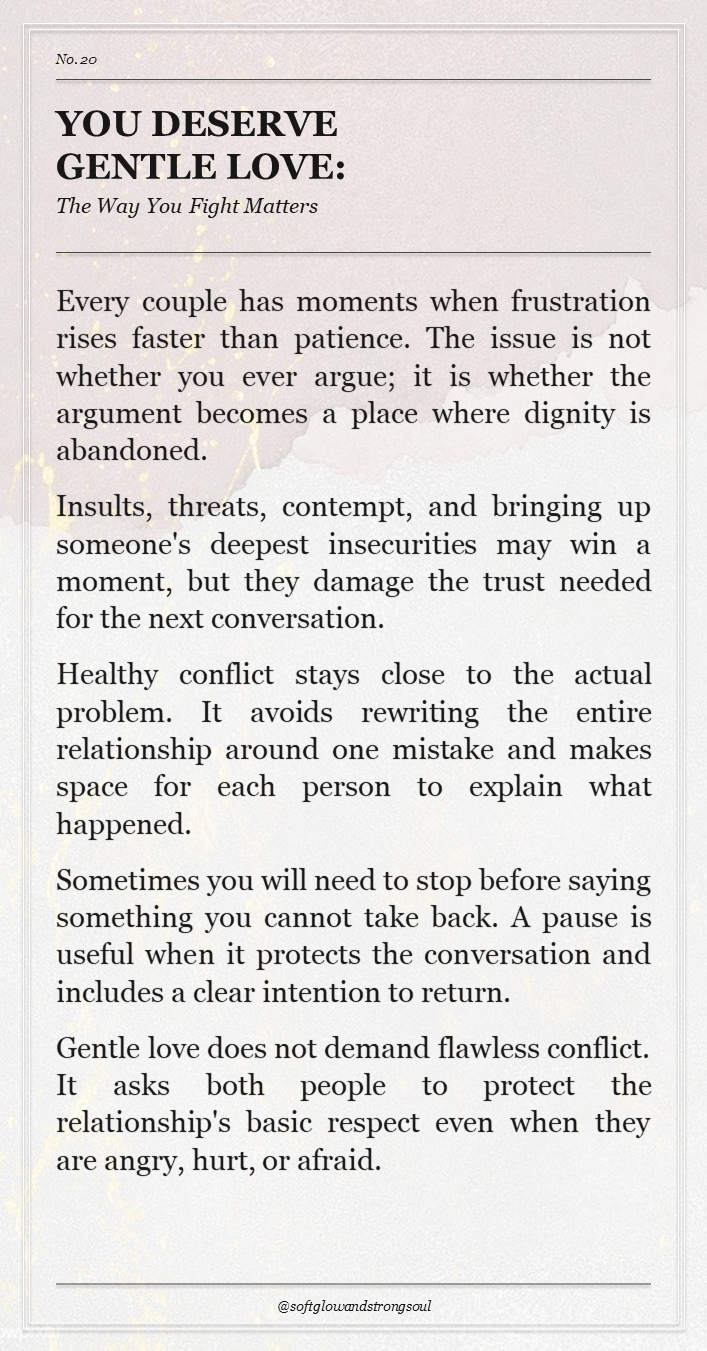 No.20
YOU DESERVE
GENTLE LOVE:
The Way You Fight Matters
Every couple has moments when frustration
rises faster than patience. The issue is not
whether you ever argue; it is whether the
argument becomes a place where dignity is
abandoned.
Insults, threats, contempt, and bringing up
someone's deepest insecurities may win a
moment, but they damage the trust needed
for the next conversation.
Healthy conflict stays close to the actual
problem. It avoids rewriting the entire
relationship around one mistake and makes
space for each person to explain what
happened.
Sometimes you will need to stop before saying
something you cannot take back. A pause is
useful when it protects the conversation and
includes a clear intention to return.
Gentle love does not demand flawless conflict.
It asks both people to protect the
relationship's basic respect even when they
are angry, hurt, or afraid.
@softglowandstrongsoul